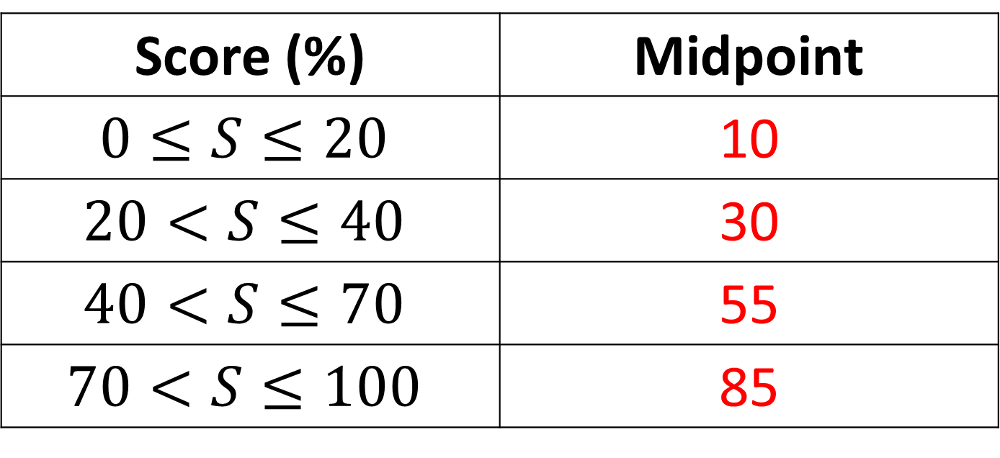 Score (%) Midpoint
0 ≤ S ≤ 20 10
20 < S ≤ 40 30
40 < S ≤ 70 55
70 < S ≤ 100 85